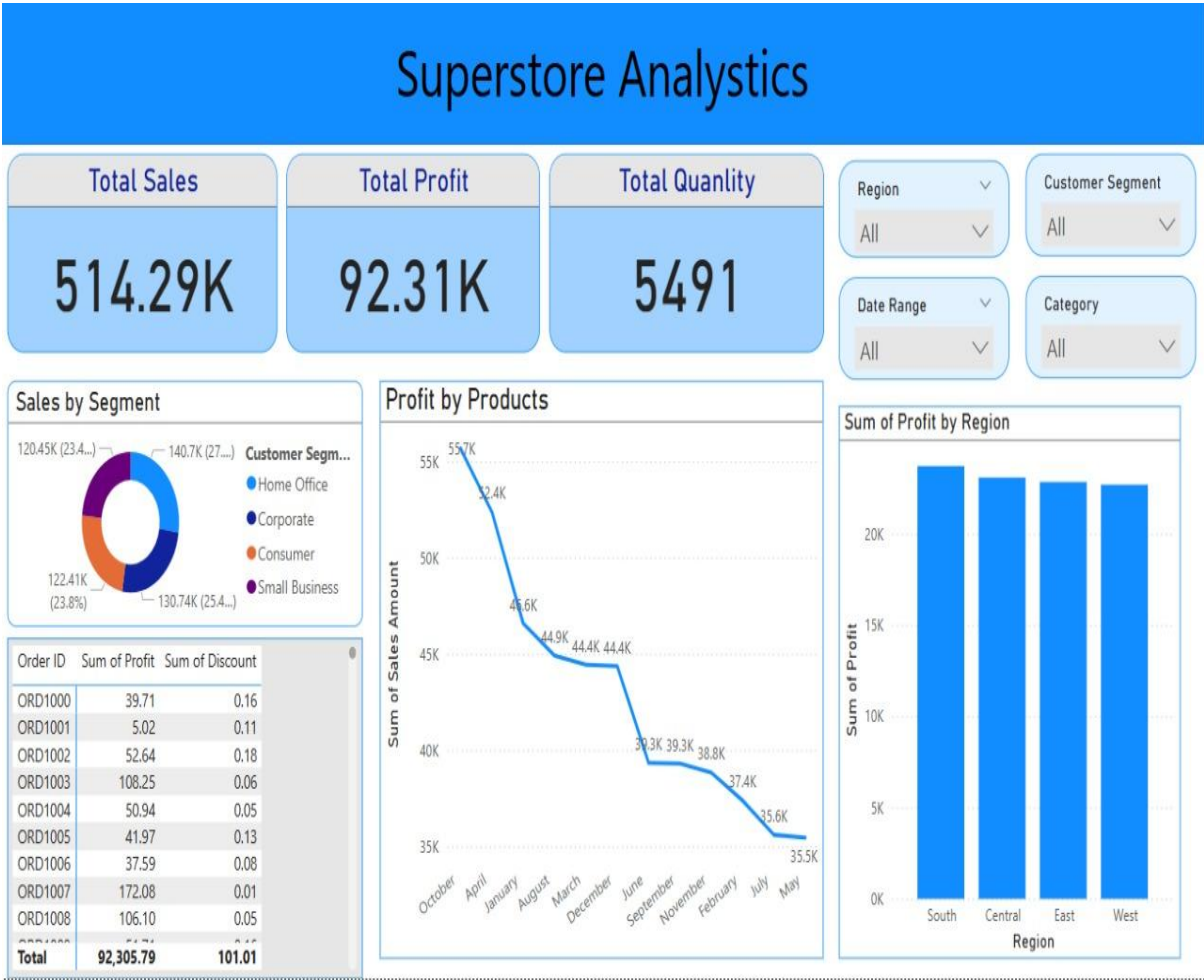 Superstore Analystics
Total Sales
514.29K
Total Profit
92.31K
Total Quanlity
5491
Region
All
Customer Segment
All
Date Range
All
Category
All
Sales by Segment
120.45K (23.4...)
140.7K (27....)
122.41K
(23.8%)
130.74K (25.4...)
Customer Segm...
Home Office
Corporate
Consumer
Small Business
Order ID Sum of Profit Sum of Discount
ORD1000 39.71 0.16
ORD1001 5.02 0.11
ORD1002 52.64 0.18
ORD1003 108.25 0.06
ORD1004 50.94 0.05
ORD1005 41.97 0.13
ORD1006 37.59 0.08
ORD1007 172.08 0.01
ORD1008 106.10 0.05
Total 92,305.79 101.01
Profit by Products
Sum of Sales Amount
55K
50K
45K
40K
35K
55.7K
52.4K
46.6K
44.9K
44.4K
44.4K
39.3K
39.3K
38.8K
37.4K
35.6K
35.5K
October
April
January
August
March
December
June
September
November
February
July
May
Sum of Profit by Region
Sum of Profit
20K
15K
10K
5K
0K
South
Central
East
West
Region